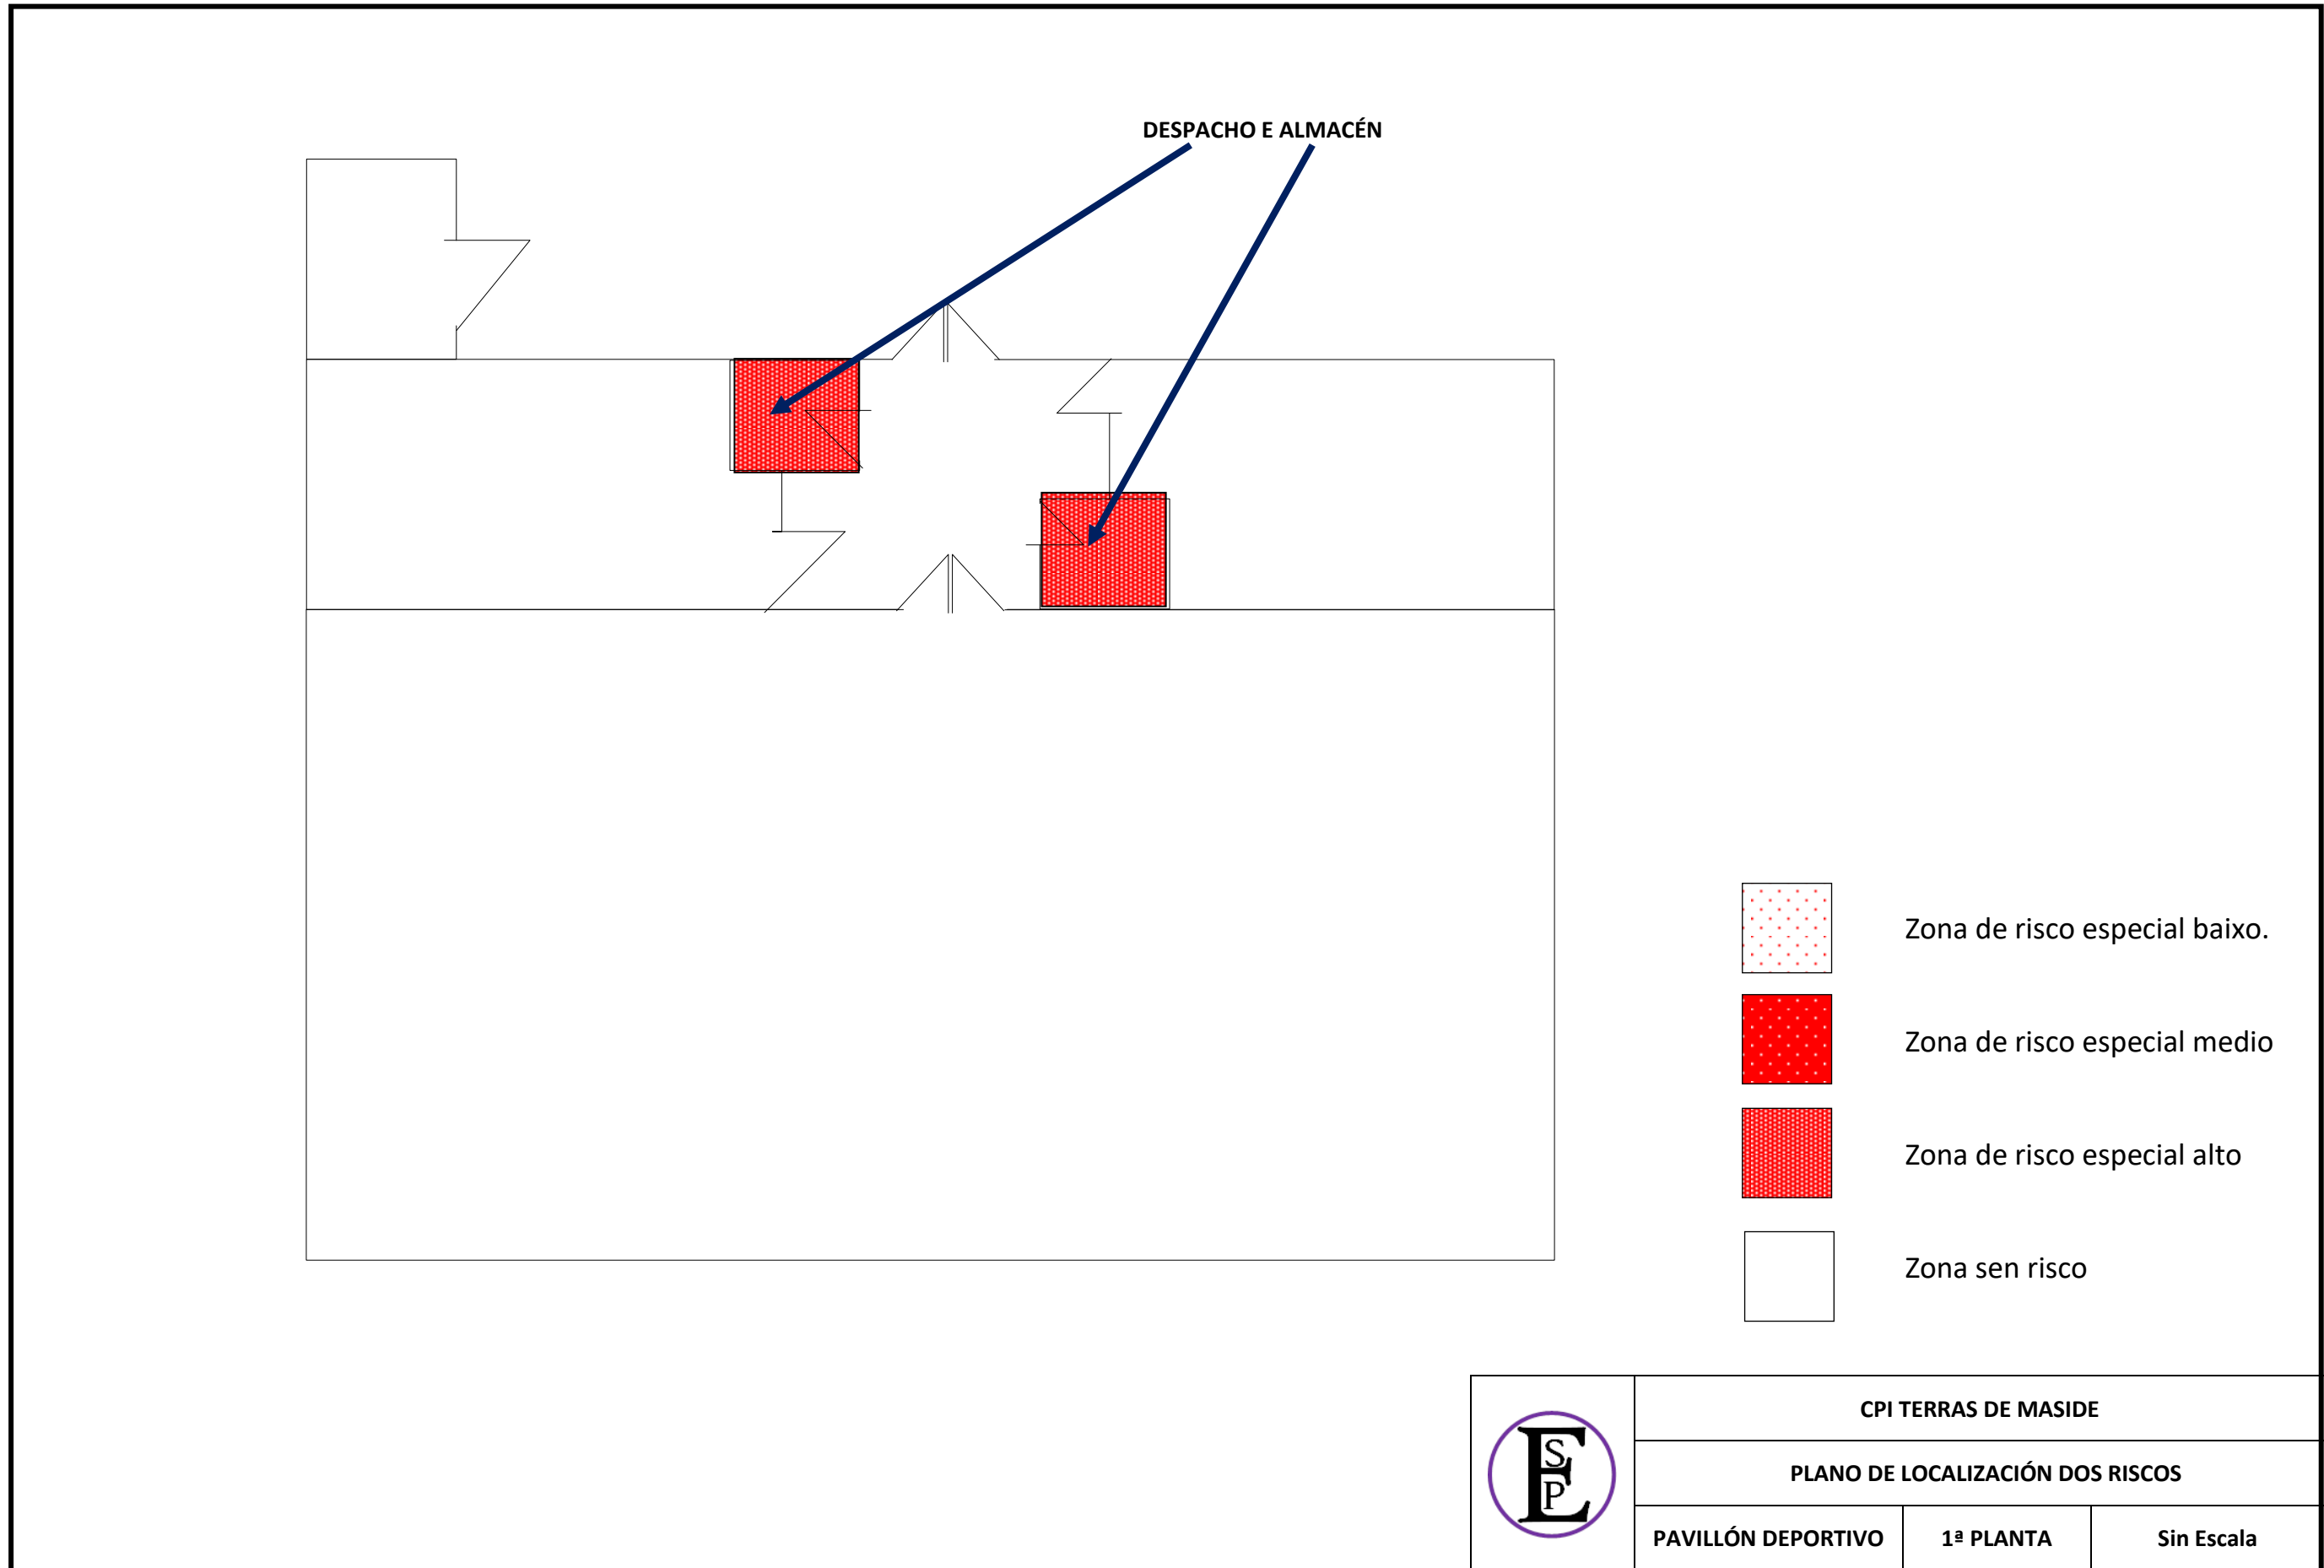 DESPACHO E ALMACÉN
Zona de risco especial baixo.
Zona de risco especial medio
Zona de risco especial alto
Zona sen risco
E S P
CPI TERRAS DE MASIDE
PLANO DE LOCALIZACIÓN DOS RISCOS
PAVILLÓN DEPORTIVO
1ª PLANTA
Sin Escala